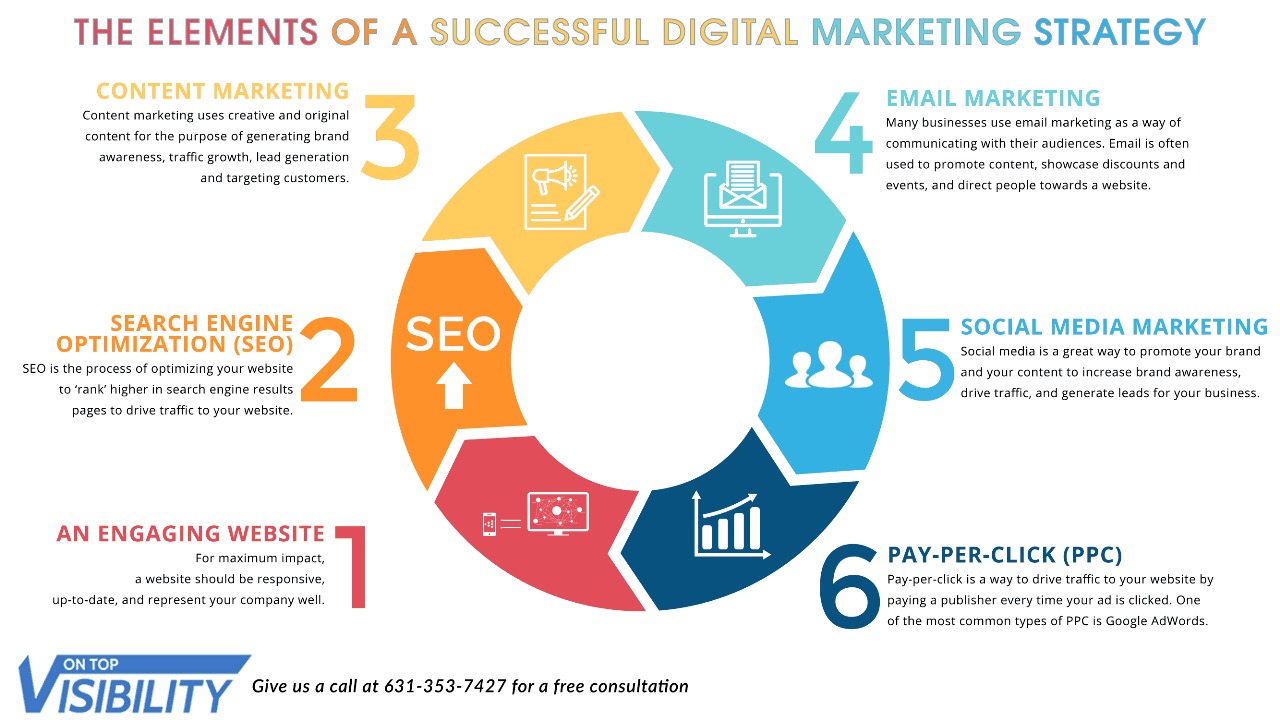 THE ELEMENTS OF A SUCCESSFUL DIGITAL MARKETING STRATEGY
1
AN ENGAGING WEBSITE
For maximum impact,
a website should be responsive,
up-to-date, and represent your company well.
2
SEARCH ENGINE
OPTIMIZATION (SEO)
SEO is the process of optimizing your website
to ‘rank’ higher in search engine results
pages to drive traffic to your website.
SEO
3
CONTENT MARKETING
Content marketing uses creative and original
content for the purpose of generating brand
awareness, traffic growth, lead generation
and targeting customers.
4
EMAIL MARKETING
Many businesses use email marketing as a way of
communicating with their audiences. Email is often
used to promote content, showcase discounts and
events, and direct people towards a website.
5
SOCIAL MEDIA MARKETING
Social media is a great way to promote your brand
and your content to increase brand awareness,
drive traffic, and generate leads for your business.
6
PAY-PER-CLICK (PPC)
Pay-per-click is a way to drive traffic to your website by
paying a publisher every time your ad is clicked. One
of the most common types of PPC is Google AdWords.
ON TOP
VISIBILITY
Give us a call at 631-353-7427 for a free consultation